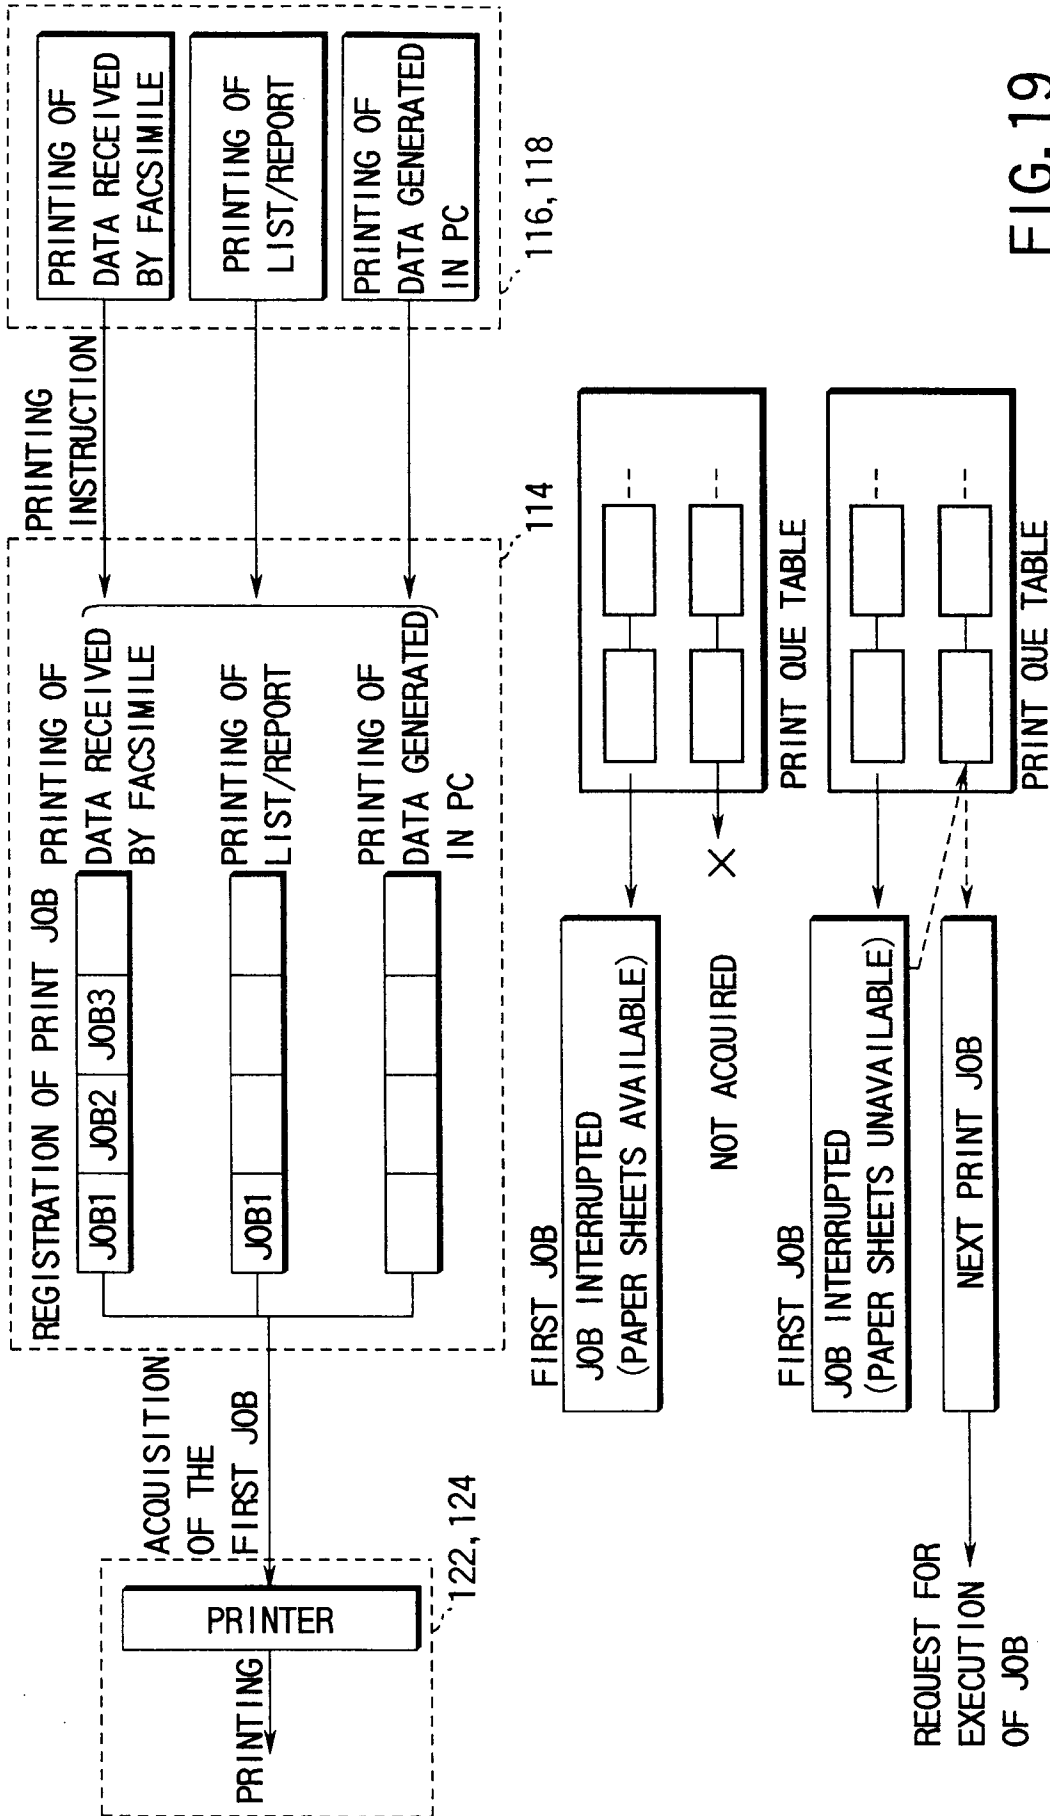 PRINTING
PRINTER
122, 124
ACQUISITION
OF THE
FIRST JOB
REGISTRATION OF PRINT JOB
JOB1
JOB2
JOB3
PRINTING OF
DATA RECEIVED
BY FACSIMILE
JOB1
PRINTING OF
LIST/REPORT
PRINTING OF
DATA GENERATED
IN PC
114
PRINTING
INSTRUCTION
PRINTING OF
DATA RECEIVED
BY FACSIMILE
PRINTING OF
LIST/REPORT
PRINTING OF
DATA GENERATED
IN PC
116, 118
FIRST JOB
JOB INTERRUPTED
(PAPER SHEETS AVAILABLE)
NOT ACQUIRED
PRINT QUE TABLE
FIRST JOB
JOB INTERRUPTED
(PAPER SHEETS UNAVAILABLE)
NEXT PRINT JOB
REQUEST FOR
EXECUTION
OF JOB
PRINT QUE TABLE
FIG. 19